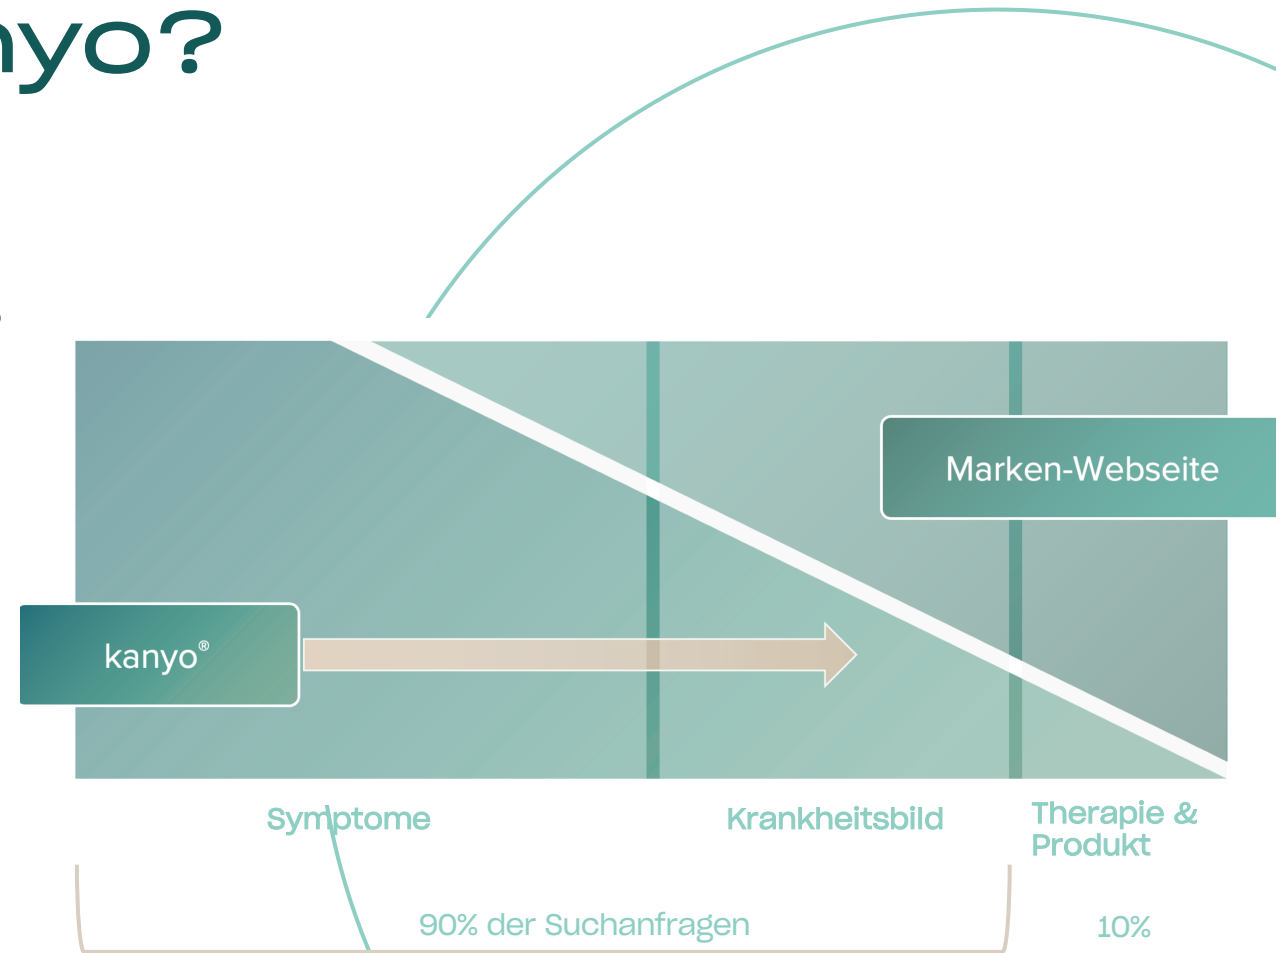 nyo?
Marken-Webseite
kanyo®
Symptome
Krankheitsbild
Therapie &
Produkt
90% der Suchanfragen
10%